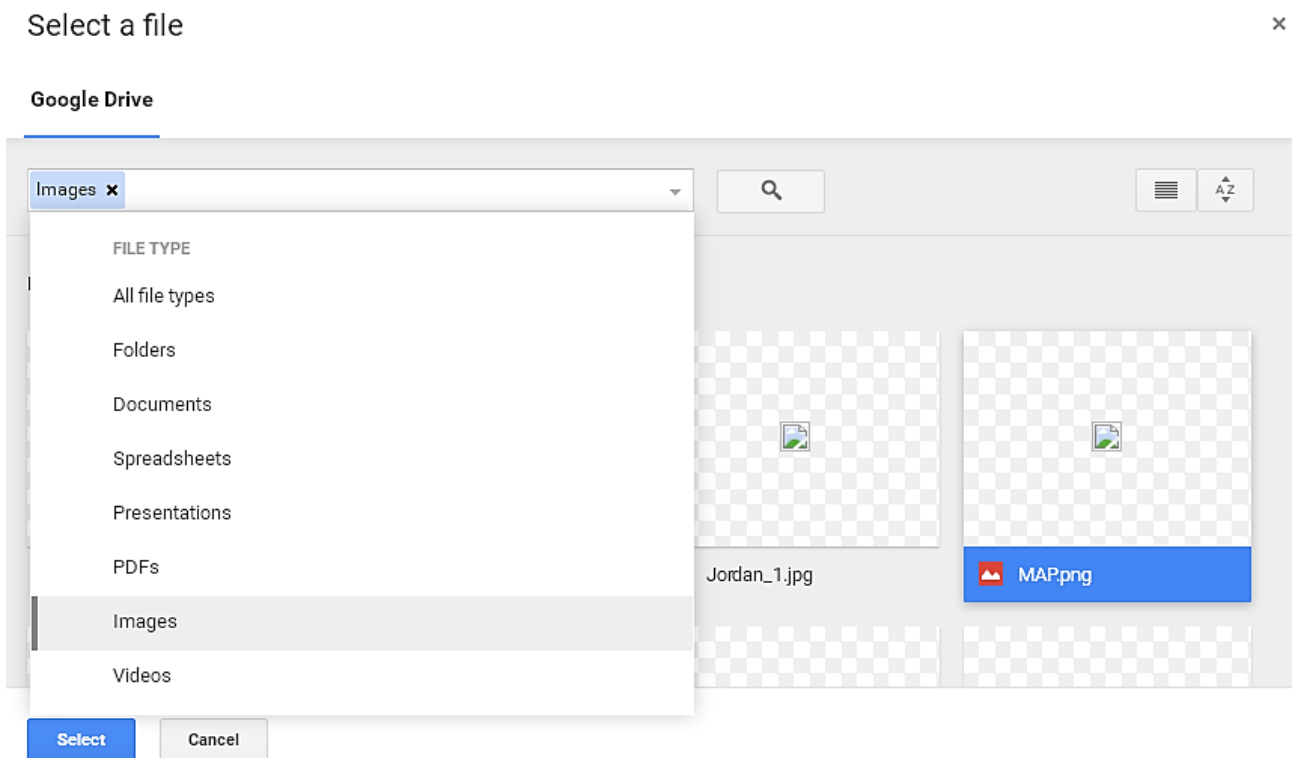 Select a file
Google Drive
Images
AZ
FILE TYPE
All file types
Folders
Documents
Spreadsheets
Presentations
PDFs
Images
Videos
Jordan_1.jpg
MAP.png
Select
Cancel